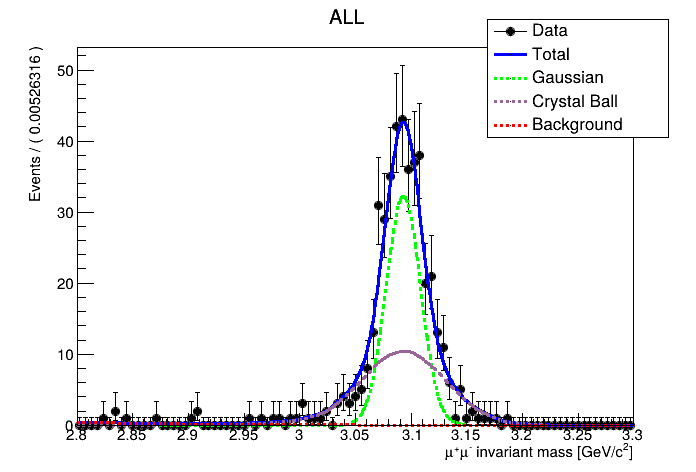 ALL
Data
Total
Gaussian
Crystal Ball
Background
Events / ( 0.00526316 )
50
40
30
20
10
0
2.8 2.85 2.9 2.95 3 3.05 3.1 3.15 3.2 3.25 3.3
μ⁺μ⁻ invariant mass [GeV/c²]